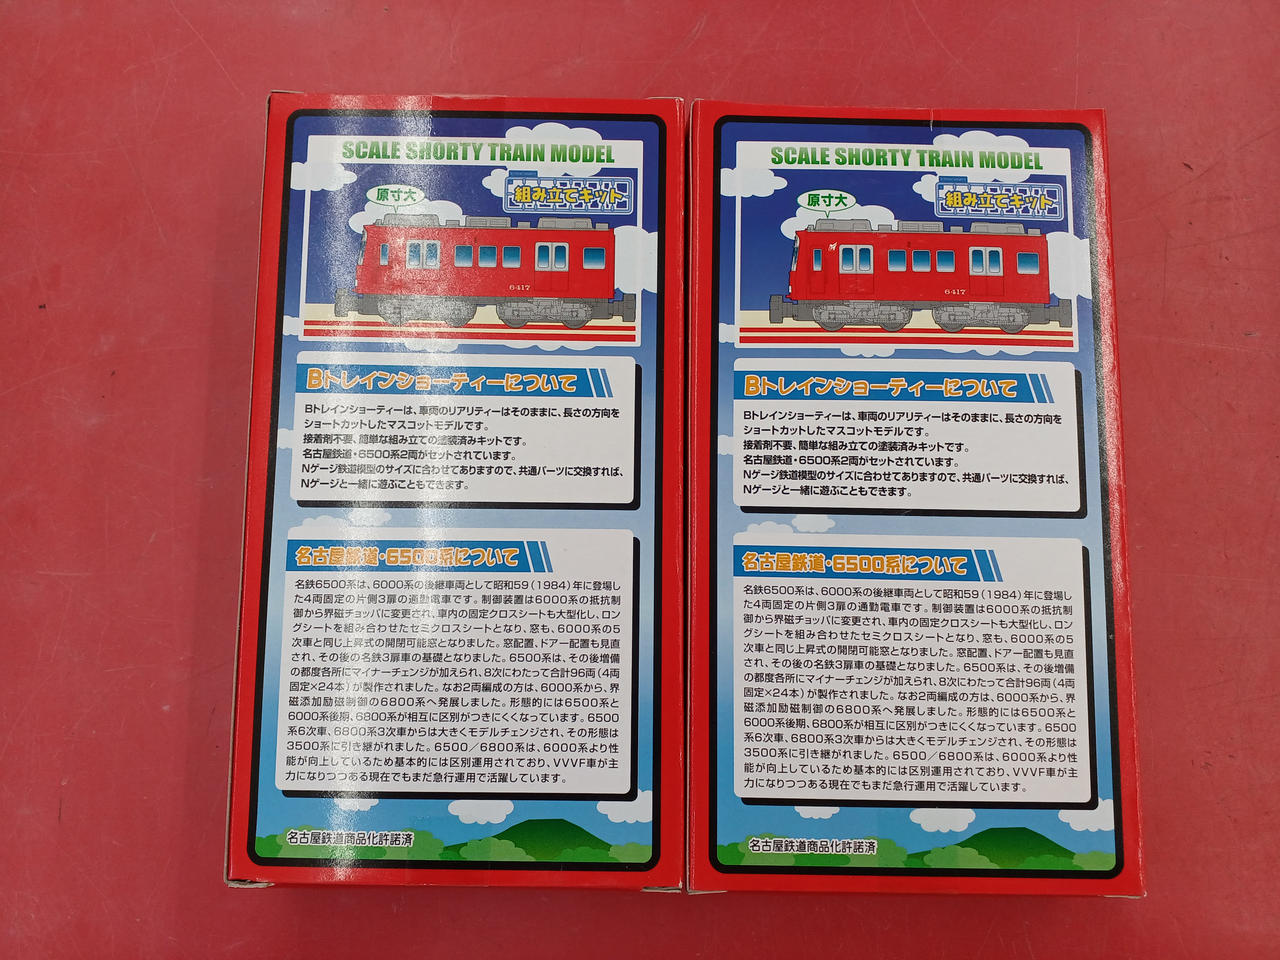 SCALE SHORTY TRAIN MODEL
組み立てキット
原寸大
6417
Bトレインショーティーについて
Bトレインショーティーは、車両のリアリティーはそのままに、長さの方向を
ショートカットしたマスコットモデルです。
接着剤不要、簡単な組み立ての塗装済みキットです。
名古屋鉄道・6500系2両がセットされています。
Nゲージ鉄道模型のサイズに合わせてありますので、共通パーツに交換すれば、
Nゲージと一緒に遊ぶこともできます。
名古屋鉄道・6500系について
名鉄6500系は、6000系の後継車両として昭和59(1984)年に登場し
た4両固定の片側3扉の通勤電車です。制御装置は6000系の抵抗制
御から界磁チョッパに変更され、車内の固定クロスシートも大型化し、ロン
グシートを組み合わせたセミクロスシートとなり、窓も、6000系の5
次車と同じ上昇式の開閉可能窓となりました。窓配置、ドアー配置も見直
され、その後の名鉄3扉車の基礎となりました。6500系は、その後増備
の都度各所にマイナーチェンジが加えられ、8次にわたって合計96両(4両
固定×24本)が製作されました。なお2両編成の方は、6000系から、界
磁添加励磁制御の6800系へ発展しました。形態的には6500系と
6000系後期、6800系が相互に区別がつきにくくなっています。6500
系6次車、6800系3次車からは大きくモデルチェンジされ、その形態は
3500系に引き継がれました。6500/6800系は、6000系より性
能が向上しているため基本的には区別運用されており、VVVF車が主
力になりつつある現在でもまだ急行運用で活躍しています。
名古屋鉄道商品化許諾済
SCALE SHORTY TRAIN MODEL
組み立てキット
原寸大
6417
Bトレインショーティーについて
Bトレインショーティーは、車両のリアリティーはそのままに、長さの方向を
ショートカットしたマスコットモデルです。
接着剤不要、簡単な組み立ての塗装済みキットです。
名古屋鉄道・6500系2両がセットされています。
Nゲージ鉄道模型のサイズに合わせてありますので、共通パーツに交換すれば、
Nゲージと一緒に遊ぶこともできます。
名古屋鉄道・6500系について
名鉄6500系は、6000系の後継車両として昭和59(1984)年に登場し
た4両固定の片側3扉の通勤電車です。制御装置は6000系の抵抗制
御から界磁チョッパに変更され、車内の固定クロスシートも大型化し、ロン
グシートを組み合わせたセミクロスシートとなり、窓も、6000系の5
次車と同じ上昇式の開閉可能窓となりました。窓配置、ドアー配置も見直
され、その後の名鉄3扉車の基礎となりました。6500系は、その後増備
の都度各所にマイナーチェンジが加えられ、8次にわたって合計96両(4両
固定×24本)が製作されました。なお2両編成の方は、6000系から、界
磁添加励磁制御の6800系へ発展しました。形態的には6500系と
6000系後期、6800系が相互に区別がつきにくくなっています。6500
系6次車、6800系3次車からは大きくモデルチェンジされ、その形態は
3500系に引き継がれました。6500/6800系は、6000系より性
能が向上しているため基本的には区別運用されており、VVVF車が主
力になりつつある現在でもまだ急行運用で活躍しています。
名古屋鉄道商品化許諾済